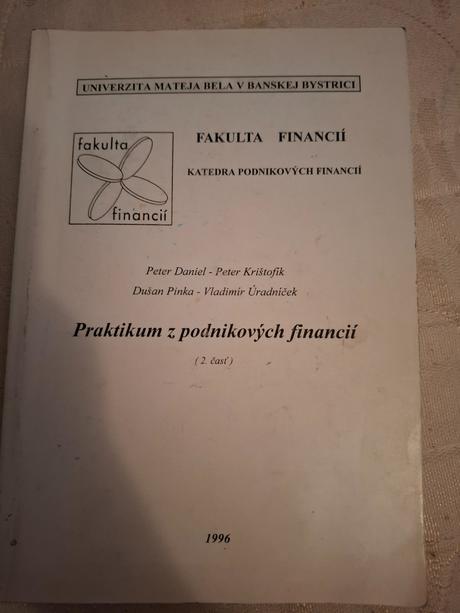 UNIVERZITA MATEJA BELA V BANSKEJ BYSTRICI
fakulta
financií
FAKULTA FINANCIÍ
KATEDRA PODNIKOVÝCH FINANCIÍ
Peter Daniel - Peter Krištofík
Dušan Pinka - Vladimír Úradníček
Praktikum z podnikových financií
( 2. časť )
1996